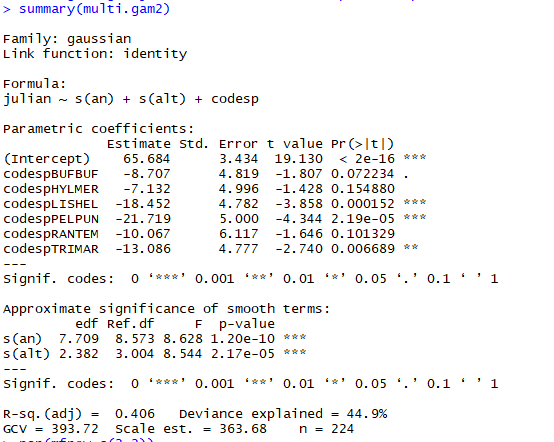 > summary(multi.gam2)
Family: gaussian
Link function: identity
Formula:
julian ~ s(an) + s(alt) + codesp
Parametric coefficients:
Estimate Std. Error t value Pr(>|t|)
(Intercept) 65.684 3.434 19.130 < 2e-16 ***
codespBUFBUF -8.707 4.819 -1.807 0.072234 .
codespHYLMER -7.132 4.996 -1.428 0.154880
codespLISHEL -18.452 4.782 -3.858 0.000152 ***
codespPELPUN -21.719 5.000 -4.344 2.19e-05 ***
codespRANTEM -10.067 6.117 -1.646 0.101329
codespTRIMAR -13.086 4.777 -2.740 0.006689 **
---
Signif. codes: 0 ‘***’ 0.001 ‘**’ 0.01 ‘*’ 0.05 ‘.’ 0.1 ‘ ’ 1
Approximate significance of smooth terms:
edf Ref.df F p-value
s(an) 7.709 8.573 8.628 1.20e-10 ***
s(alt) 2.382 3.004 8.544 2.17e-05 ***
---
Signif. codes: 0 ‘***’ 0.001 ‘**’ 0.01 ‘*’ 0.05 ‘.’ 0.1 ‘ ’ 1
R-sq.(adj) = 0.406 Deviance explained = 44.9%
GCV = 393.72 Scale est. = 363.68 n = 224